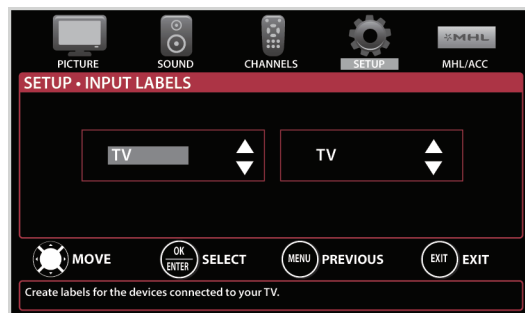 MHL
PICTURE SOUND CHANNELS SETUP MHL/ACC
SETUP • INPUT LABELS
TV TV
MOVE OK ENTER SELECT MENU PREVIOUS EXIT EXIT
Create labels for the devices connected to your TV.